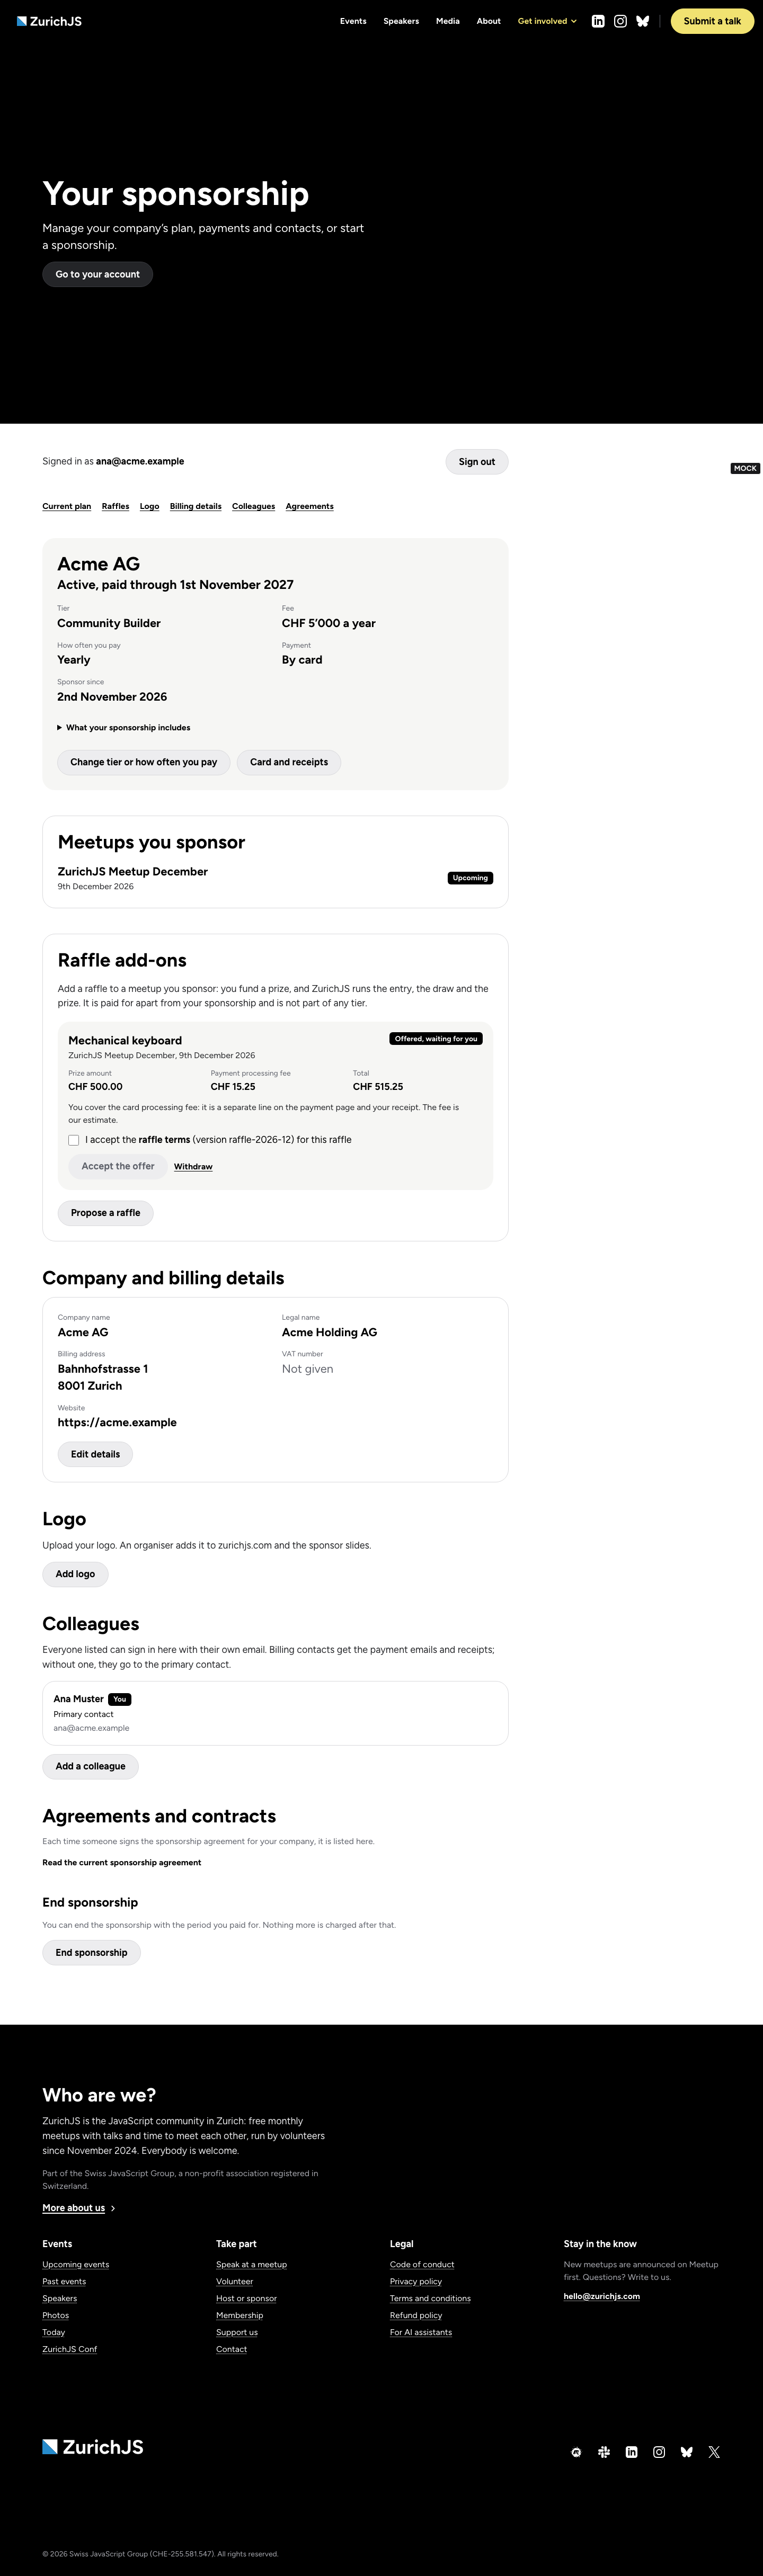 ZurichJS
Events
Speakers
Media
About
Get involved
Submit a talk
Your sponsorship
Manage your company’s plan, payments and contacts, or start
a sponsorship.
Go to your account
Signed in as ana@acme.example
Sign out
MOCK
Current plan
Raffles
Logo
Billing details
Colleagues
Agreements
Acme AG
Active, paid through 1st November 2027
Tier
Community Builder
Fee
CHF 5’000 a year
How often you pay
Yearly
Payment
By card
Sponsor since
2nd November 2026
What your sponsorship includes
Change tier or how often you pay
Card and receipts
Meetups you sponsor
ZurichJS Meetup December
9th December 2026
Upcoming
Raffle add-ons
Add a raffle to a meetup you sponsor: you fund a prize, and ZurichJS runs the entry, the draw and the
prize. It is paid for apart from your sponsorship and is not part of any tier.
Mechanical keyboard
Offered, waiting for you
ZurichJS Meetup December, 9th December 2026
Prize amount
CHF 500.00
Payment processing fee
CHF 15.25
Total
CHF 515.25
You cover the card processing fee: it is a separate line on the payment page and your receipt. The fee is
our estimate.
I accept the raffle terms (version raffle-2026-12) for this raffle
Accept the offer
Withdraw
Propose a raffle
Company and billing details
Company name
Acme AG
Legal name
Acme Holding AG
Billing address
Bahnhofstrasse 1
8001 Zurich
VAT number
Not given
Website
https://acme.example
Edit details
Logo
Upload your logo. An organiser adds it to zurichjs.com and the sponsor slides.
Add logo
Colleagues
Everyone listed can sign in here with their own email. Billing contacts get the payment emails and receipts;
without one, they go to the primary contact.
Ana Muster
You
Primary contact
ana@acme.example
Add a colleague
Agreements and contracts
Each time someone signs the sponsorship agreement for your company, it is listed here.
Read the current sponsorship agreement
End sponsorship
You can end the sponsorship with the period you paid for. Nothing more is charged after that.
End sponsorship
Who are we?
ZurichJS is the JavaScript community in Zurich: free monthly
meetups with talks and time to meet each other, run by volunteers
since November 2024. Everybody is welcome.
Part of the Swiss JavaScript Group, a non-profit association registered in
Switzerland.
More about us
Events
Upcoming events
Past events
Speakers
Photos
Today
ZurichJS Conf
Take part
Speak at a meetup
Volunteer
Host or sponsor
Membership
Support us
Contact
Legal
Code of conduct
Privacy policy
Terms and conditions
Refund policy
For AI assistants
Stay in the know
New meetups are announced on Meetup
first. Questions? Write to us.
hello@zurichjs.com
ZurichJS
© 2026 Swiss JavaScript Group (CHE-255.581.547). All rights reserved.